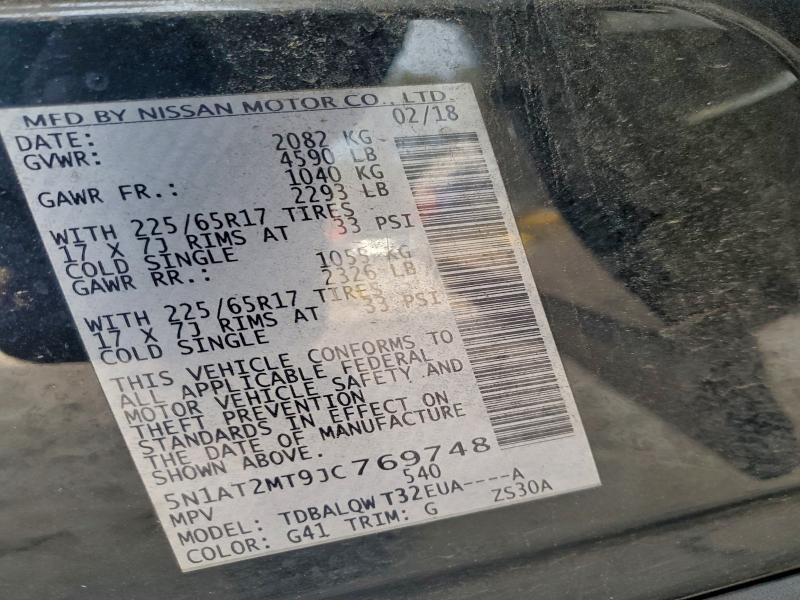 MFD BY NISSAN MOTOR CO., LTD.
DATE: 02/18
GVWR: 2082 KG
4590 LB
GAWR FR.: 1040 KG
2293 LB
WITH 225/65R17 TIRES
17 X 7J RIMS AT 33 PSI
COLD SINGLE
GAWR RR.: 1055 KG
2326 LB
WITH 225/65R17 TIRES
17 X 7J RIMS AT 33 PSI
COLD SINGLE
THIS VEHICLE CONFORMS TO
ALL APPLICABLE FEDERAL
MOTOR VEHICLE SAFETY AND
THEFT PREVENTION
STANDARDS IN EFFECT ON
THE DATE OF MANUFACTURE
SHOWN ABOVE.
5N1AT2MT9JC769748
MPV 540
MODEL: TDBALQWT32EUA----A
COLOR: G41 TRIM: G ZS30A